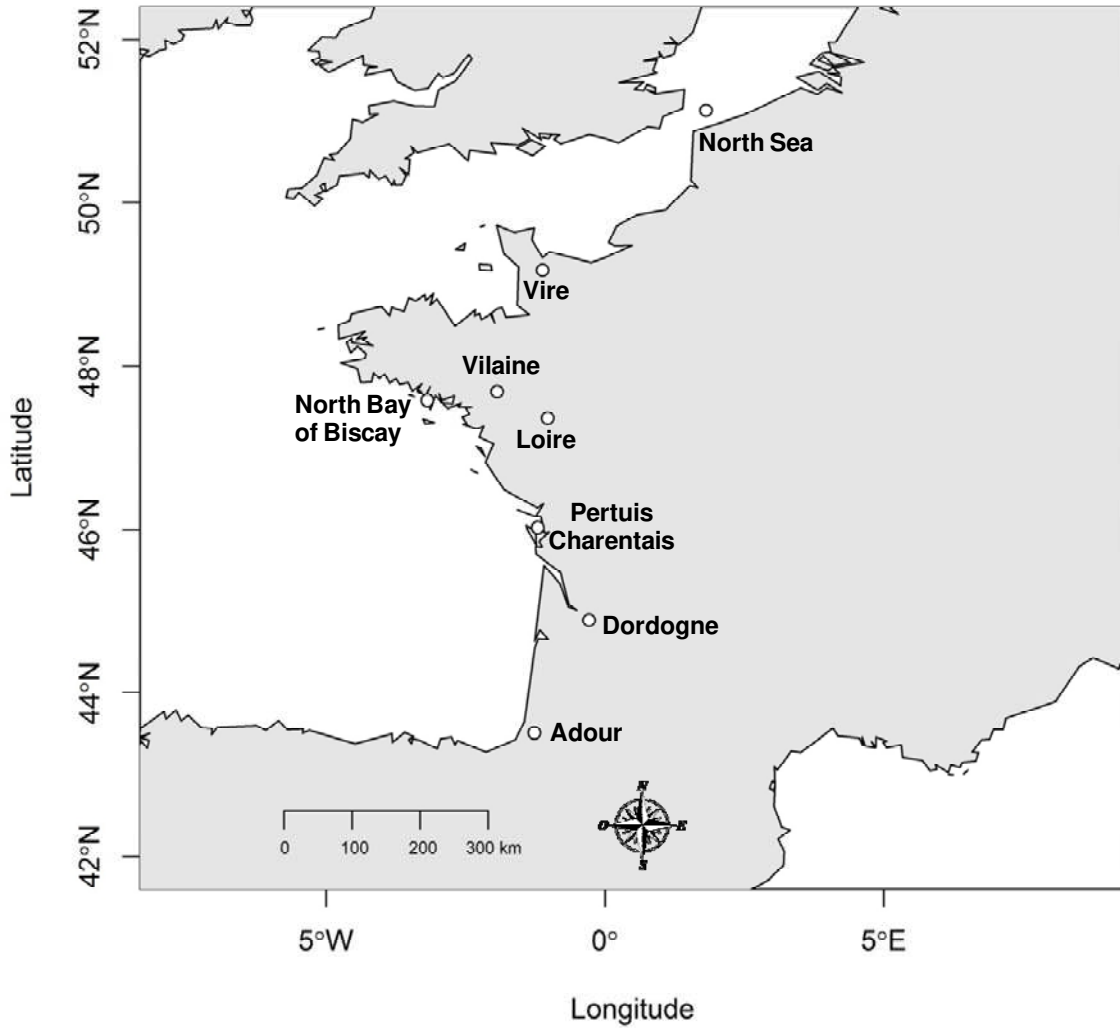 52°N
50°N
48°N
46°N
44°N
42°N
Latitude
North Sea
Vire
Vilaine
North Bay
of Biscay
Loire
Pertuis
Charentais
Dordogne
Adour
N
O
E
S
0
100
200
300 km
5°W
0°
5°E
Longitude